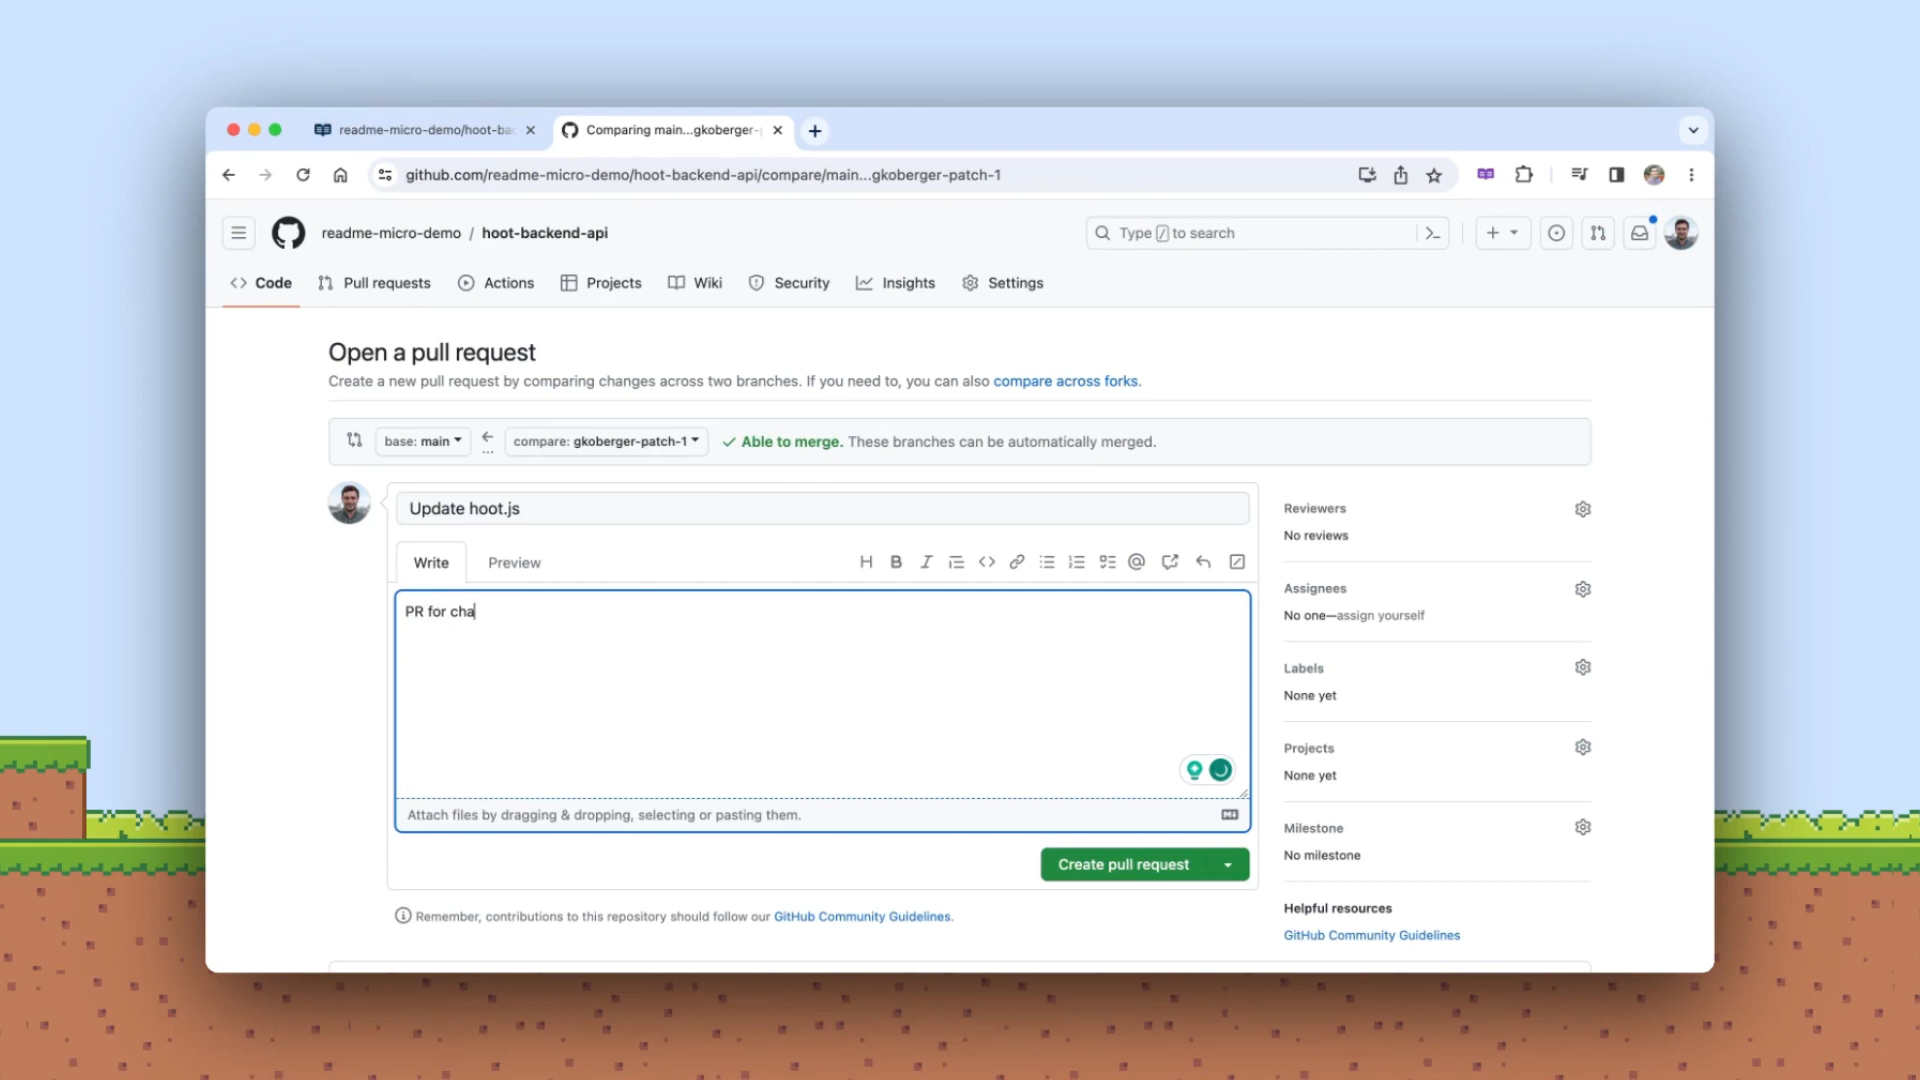 readme-micro-demo/hoot-bac
Comparing main...gkoberger-p
github.com/readme-micro-demo/hoot-backend-api/compare/main...gkoberger-patch-1
readme-micro-demo / hoot-backend-api
Type / to search
Code
Pull requests
Actions
Projects
Wiki
Security
Insights
Settings
Open a pull request
Create a new pull request by comparing changes across two branches. If you need to, you can also compare across forks.
base: main
compare: gkoberger-patch-1
Able to merge. These branches can be automatically merged.
Update hoot.js
Write
Preview
PR for cha
Attach files by dragging & dropping, selecting or pasting them.
Create pull request
Remember, contributions to this repository should follow our GitHub Community Guidelines.
Reviewers
No reviews
Assignees
No one—assign yourself
Labels
None yet
Projects
None yet
Milestone
No milestone
Helpful resources
GitHub Community Guidelines